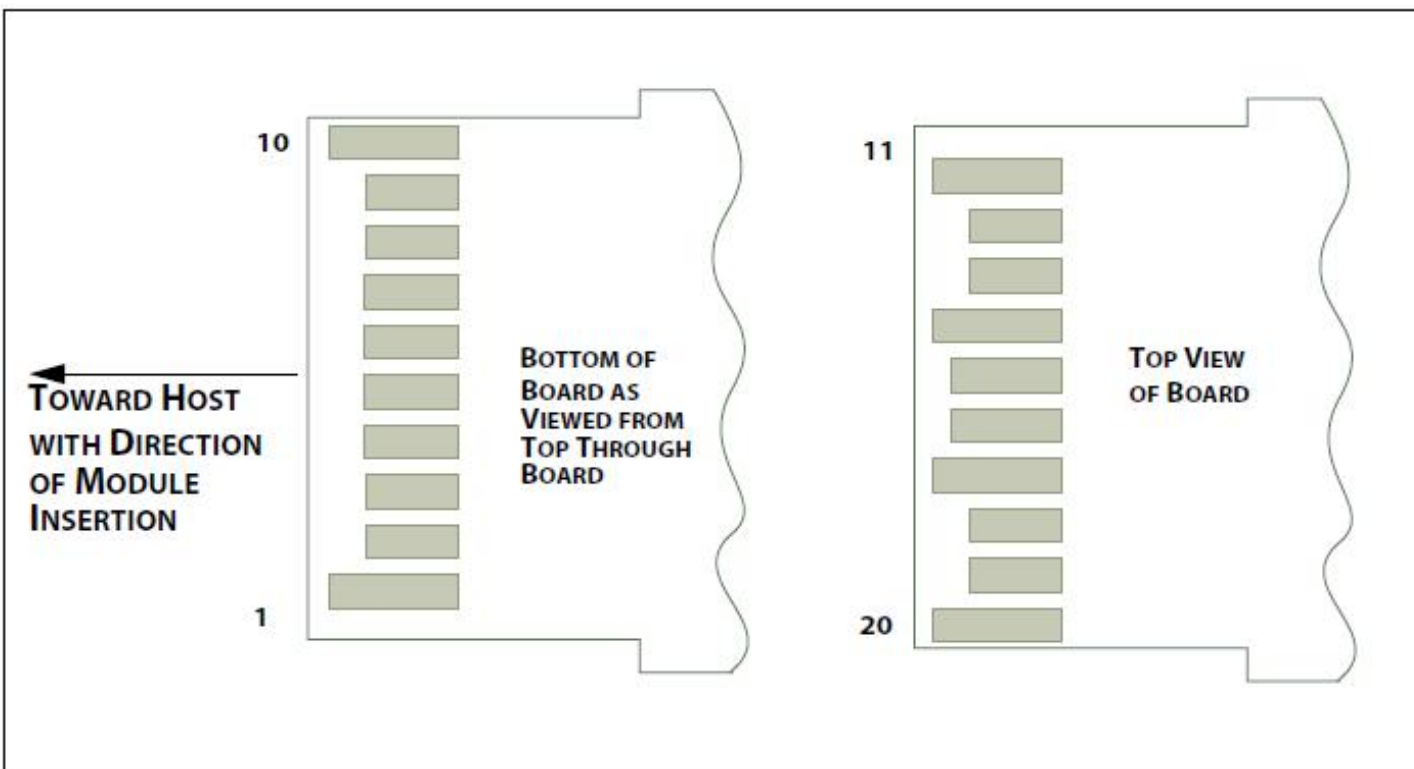 10
1
TOWARD HOST
WITH DIRECTION
OF MODULE
INSERTION
BOTTOM OF
BOARD AS
VIEWED FROM
TOP THROUGH
BOARD
11
20
TOP VIEW
OF BOARD